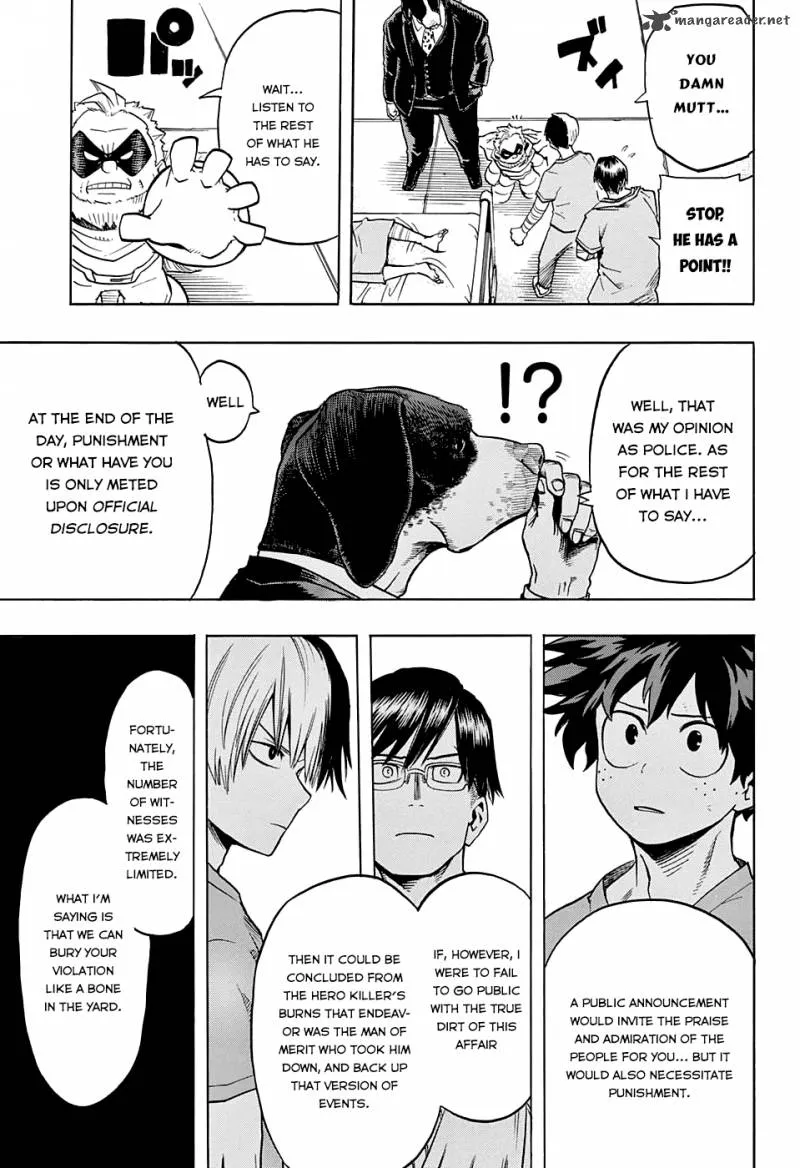 mangareader.net
YOU
DAMN
MUTT...
STOP,
HE HAS A
POINT!!
ズイ
WAIT...
LISTEN TO
THE REST
OF WHAT HE
HAS TO SAY.
ピパッ
WELL, THAT
WAS MY OPINION
AS POLICE. AS
FOR THE REST
OF WHAT I HAVE
TO SAY...
!?
WELL
AT THE END OF THE
DAY, PUNISHMENT
OR WHAT HAVE YOU
IS ONLY METED
UPON OFFICIAL
DISCLOSURE.
A PUBLIC ANNOUNCEMENT
WOULD INVITE THE PRAISE
AND ADMIRATION OF THE
PEOPLE FOR YOU... BUT IT
WOULD ALSO NECESSITATE
PUNISHMENT.
IF, HOWEVER, I
WERE TO FAIL
TO GO PUBLIC
WITH THE TRUE
DIRT OF THIS
AFFAIR
THEN IT COULD BE
CONCLUDED FROM
THE HERO KILLER'S
BURNS THAT ENDEAV-
OR WAS THE MAN OF
MERIT WHO TOOK HIM
DOWN, AND BACK UP
THAT VERSION OF
EVENTS.
FORTU-
NATELY,
THE
NUMBER
OF WIT-
NESSES
WAS EX-
TREMELY
LIMITED.
WHAT I'M
SAYING IS
THAT WE CAN
BURY YOUR
VIOLATION
LIKE A BONE
IN THE YARD.